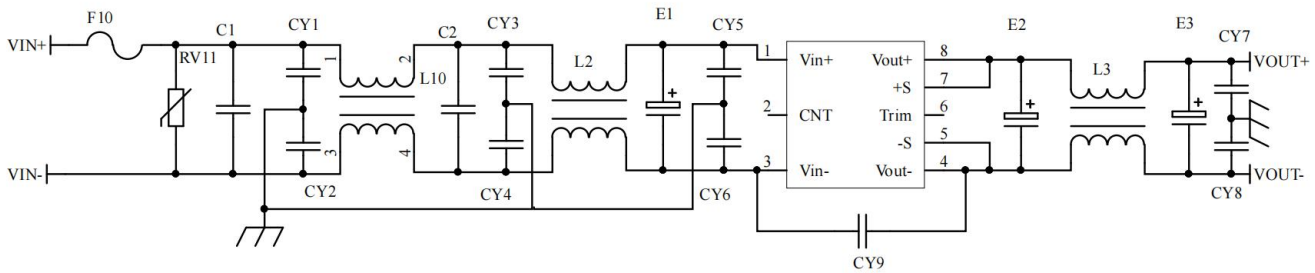 F10
VIN+
RV11
C1
CY1
1
2
L10
C2
CY3
L2
E1
CY5
1
Vin+
Vout+
8
+S
7
2
CNT
Trim
6
-S
5
3
Vin-
Vout-
4
E2
L3
E3
CY7
VOUT+
VIN-
CY2
3
4
CY4
CY6
CY9
CY8
VOUT-
+
+
+